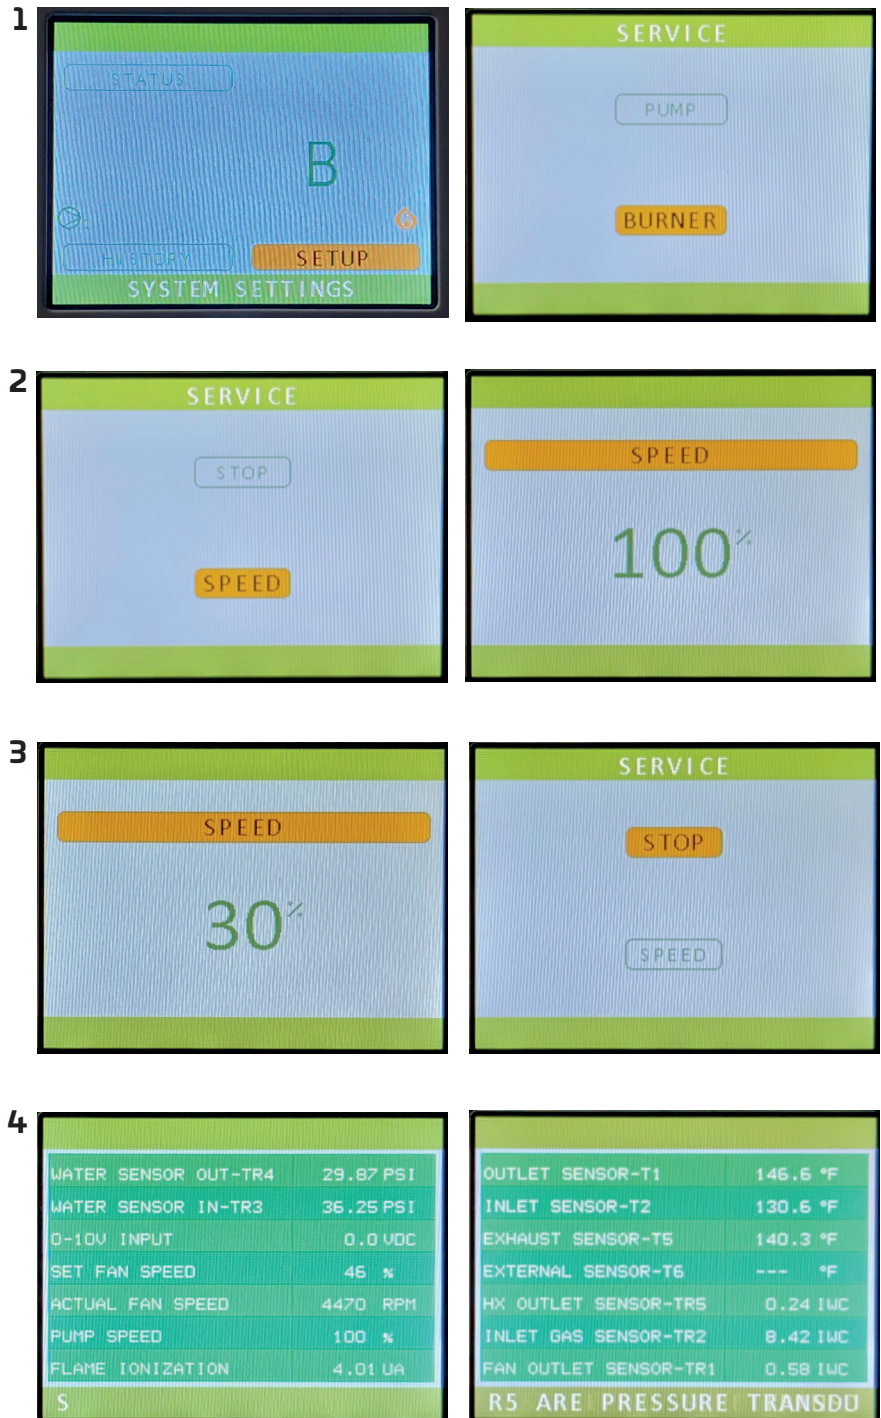 1
STATUS
B
HISTORY SETUP
SYSTEM SETTINGS
SERVICE
PUMP
BURNER
2
SERVICE
STOP
SPEED
SPEED
100%
3
SPEED
30%
SERVICE
STOP
SPEED
4
WATER SENSOR OUT-TR4 29.87 PSI
WATER SENSOR IN-TR3 36.25 PSI
0-10V INPUT 0.0 VDC
SET FAN SPEED 46 %
ACTUAL FAN SPEED 4470 RPM
PUMP SPEED 100 %
FLAME IONIZATION 4.01 UA
S
OUTLET SENSOR-T1 146.6 °F
INLET SENSOR-T2 130.6 °F
EXHAUST SENSOR-T5 140.3 °F
EXTERNAL SENSOR-T6 --- °F
HX OUTLET SENSOR-TR5 0.24 IWC
INLET GAS SENSOR-TR2 8.42 IWC
FAN OUTLET SENSOR-TR1 0.58 IWC
R5 ARE PRESSURE TRANSDU